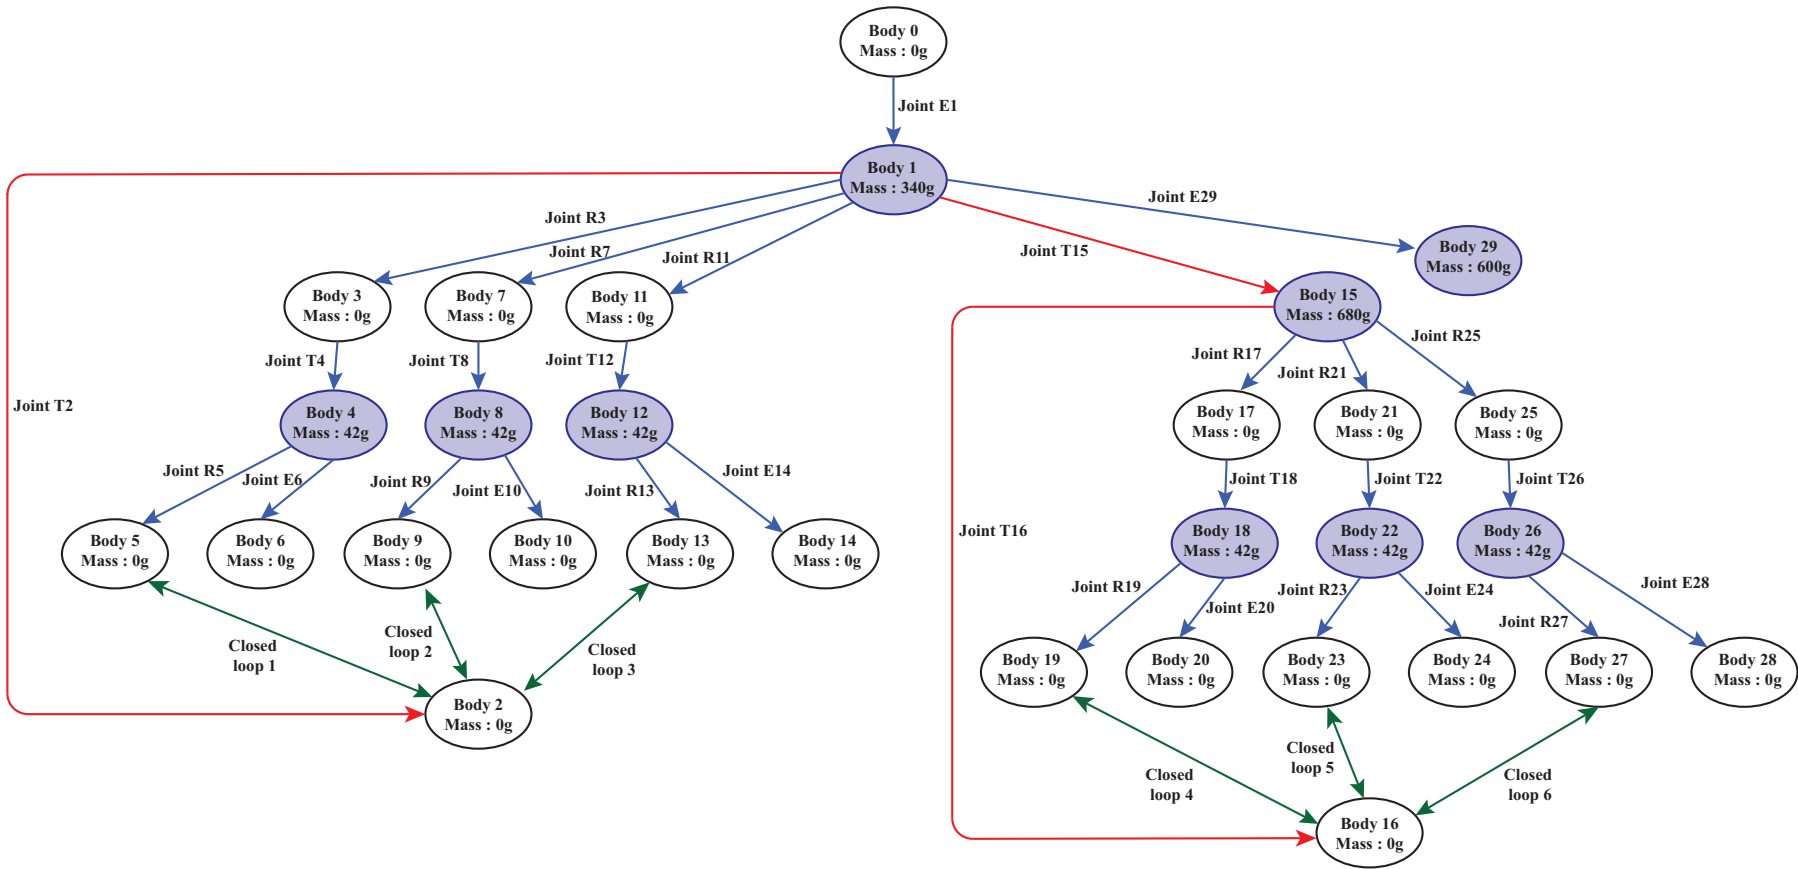 Body 0
Mass : 0g
Joint E1
Body 1
Mass : 340g
Joint E29
Joint R3
Joint R7
Joint R11
Joint T15
Body 29
Mass : 600g
Body 3
Mass : 0g
Body 7
Mass : 0g
Body 11
Mass : 0g
Body 15
Mass : 680g
Joint T4
Joint T8
Joint T12
Joint R17
Joint R21
Joint R25
Joint T2
Body 4
Mass : 42g
Body 8
Mass : 42g
Body 12
Mass : 42g
Body 17
Mass : 0g
Body 21
Mass : 0g
Body 25
Mass : 0g
Joint R5
Joint E6
Joint R9
Joint E10
Joint R13
Joint E14
Joint T18
Joint T22
Joint T26
Joint T16
Body 5
Mass : 0g
Body 6
Mass : 0g
Body 9
Mass : 0g
Body 10
Mass : 0g
Body 13
Mass : 0g
Body 14
Mass : 0g
Body 18
Mass : 42g
Body 22
Mass : 42g
Body 26
Mass : 42g
Joint R19
Joint E20
Joint R23
Joint E24
Joint R27
Joint E28
Closed
loop 1
Closed
loop 2
Closed
loop 3
Body 2
Mass : 0g
Body 19
Mass : 0g
Body 20
Mass : 0g
Body 23
Mass : 0g
Body 24
Mass : 0g
Body 27
Mass : 0g
Body 28
Mass : 0g
Closed
loop 4
Closed
loop 5
Closed
loop 6
Body 16
Mass : 0g